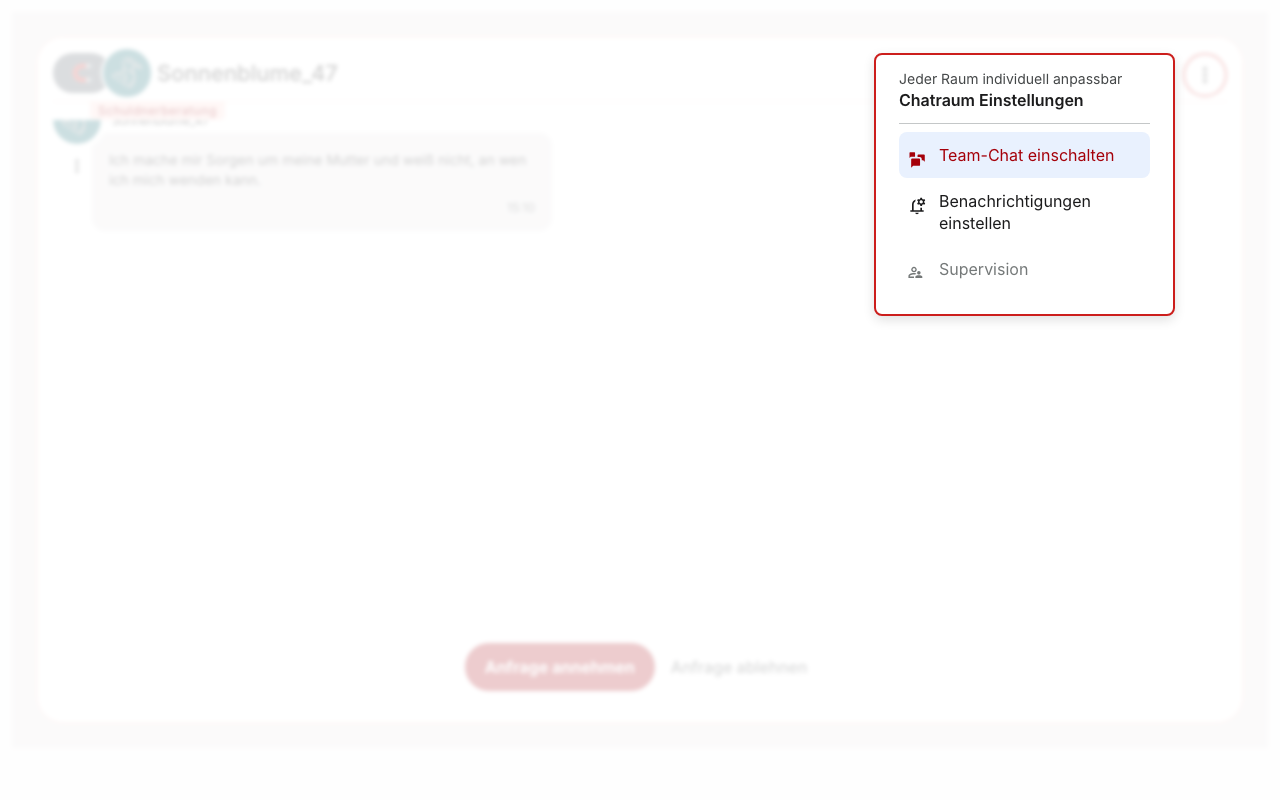 Sonnenblume_47
Schuldnerberatung
Ich mache mir Sorgen um meine Mutter und weiß nicht, an wen
ich mich wenden kann.
Jeder Raum individuell anpassbar
Chatraum Einstellungen
Team-Chat einschalten
Benachrichtigungen
einstellen
Supervision
Anfrage annehmen
Anfrage ablehnen